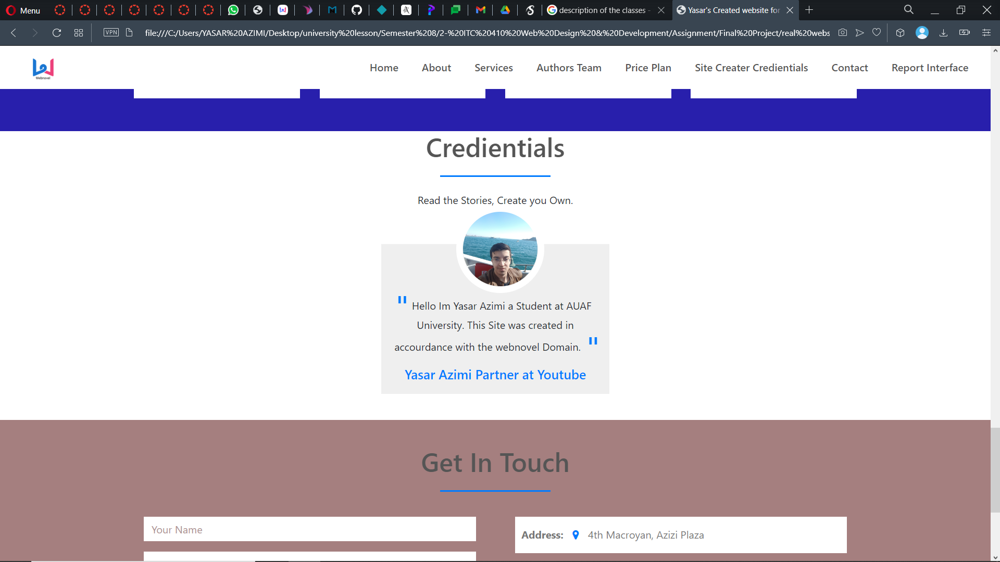 Menu
description of the classes -
Yasar's Created website for
VPN
file:///C:/Users/YASAR%20AZIMI/Desktop/university%20lesson/Semester%208/2-%20ITC%20410%20Web%20Design%20&%20Development/Assignment/Final%20Project/real%20webs
Webnovel
Home About Services Authors Team Price Plan Site Creater Credientials Contact Report Interface
Credientials
Read the Stories, Create you Own.
" Hello Im Yasar Azimi a Student at AUAF
University. This Site was created in
accourdance with the webnovel Domain. "
Yasar Azimi Partner at Youtube
Get In Touch
Your Name
Address: 4th Macroyan, Azizi Plaza